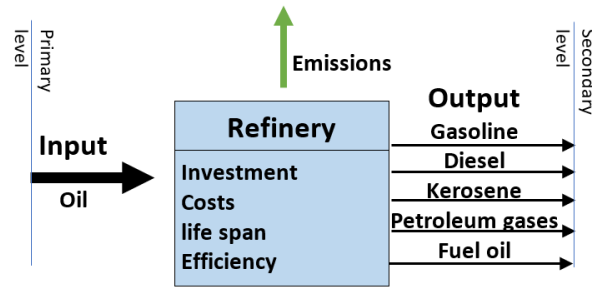 Primary
level
Input
Oil
Emissions
Refinery
Investment
Costs
life span
Efficiency
Output
Gasoline
Diesel
Kerosene
Petroleum gases
Fuel oil
Secondary
level